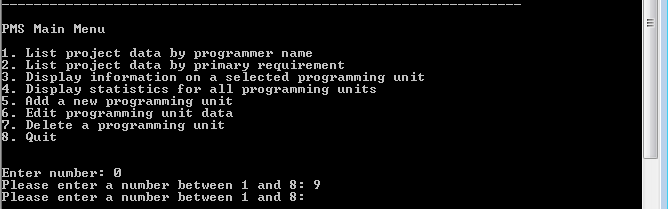 PMS Main Menu
1. List project data by programmer name
2. List project data by primary requirement
3. Display information on a selected programming unit
4. Display statistics for all programming units
5. Add a new programming unit
6. Edit programming unit data
7. Delete a programming unit
8. Quit
Enter number: 0
Please enter a number between 1 and 8: 9
Please enter a number between 1 and 8: